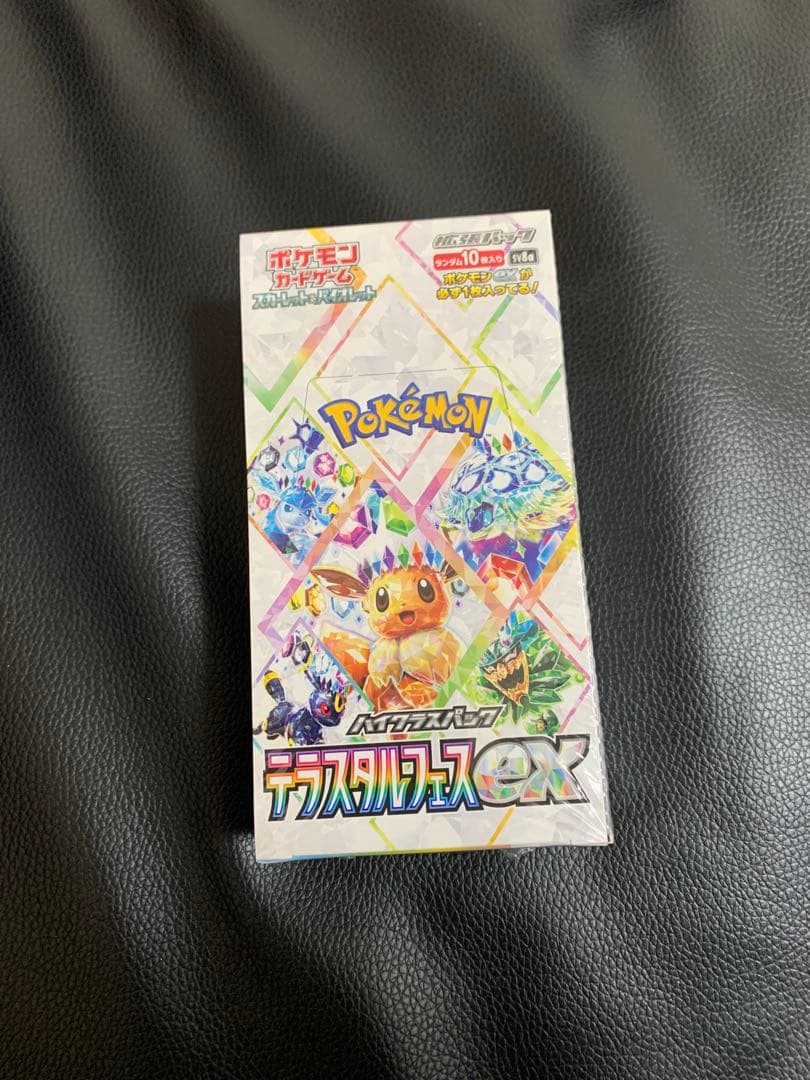 ポケモン
カードゲーム
スカーレット&バイオレット
拡張パック
ランダム10枚入り
SV8a
ポケモンexが
必ず1枚入ってる!
POKéMON
ハイクラスパック
テラスタルフェスex